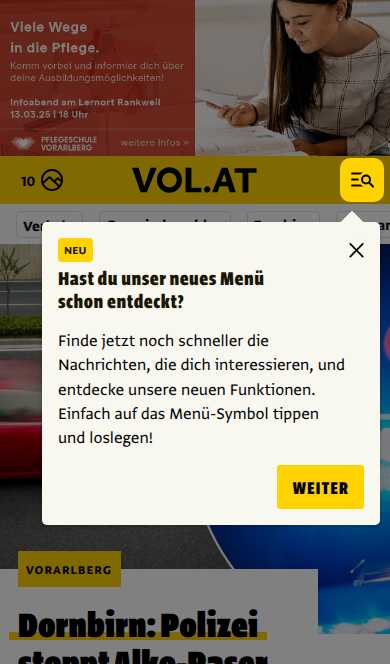 Viele Wege
in die Pflege.
Komm vorbei und informier dich über
deine Ausbildungsmöglichkeiten!
Infoabend am Lernort Rankweil
13.03.25 | 18 Uhr
PFLEGESCHULE
VORARLBERG
weitere Infos »
10
VOL.AT
NEU
Hast du unser neues Menü
schon entdeckt?
Finde jetzt noch schneller die
Nachrichten, die dich interessieren, und
entdecke unsere neuen Funktionen.
Einfach auf das Menü-Symbol tippen
und loslegen!
WEITER
VORARLBERG
Dornbirn: Polizei
stoppt Alko-Raser